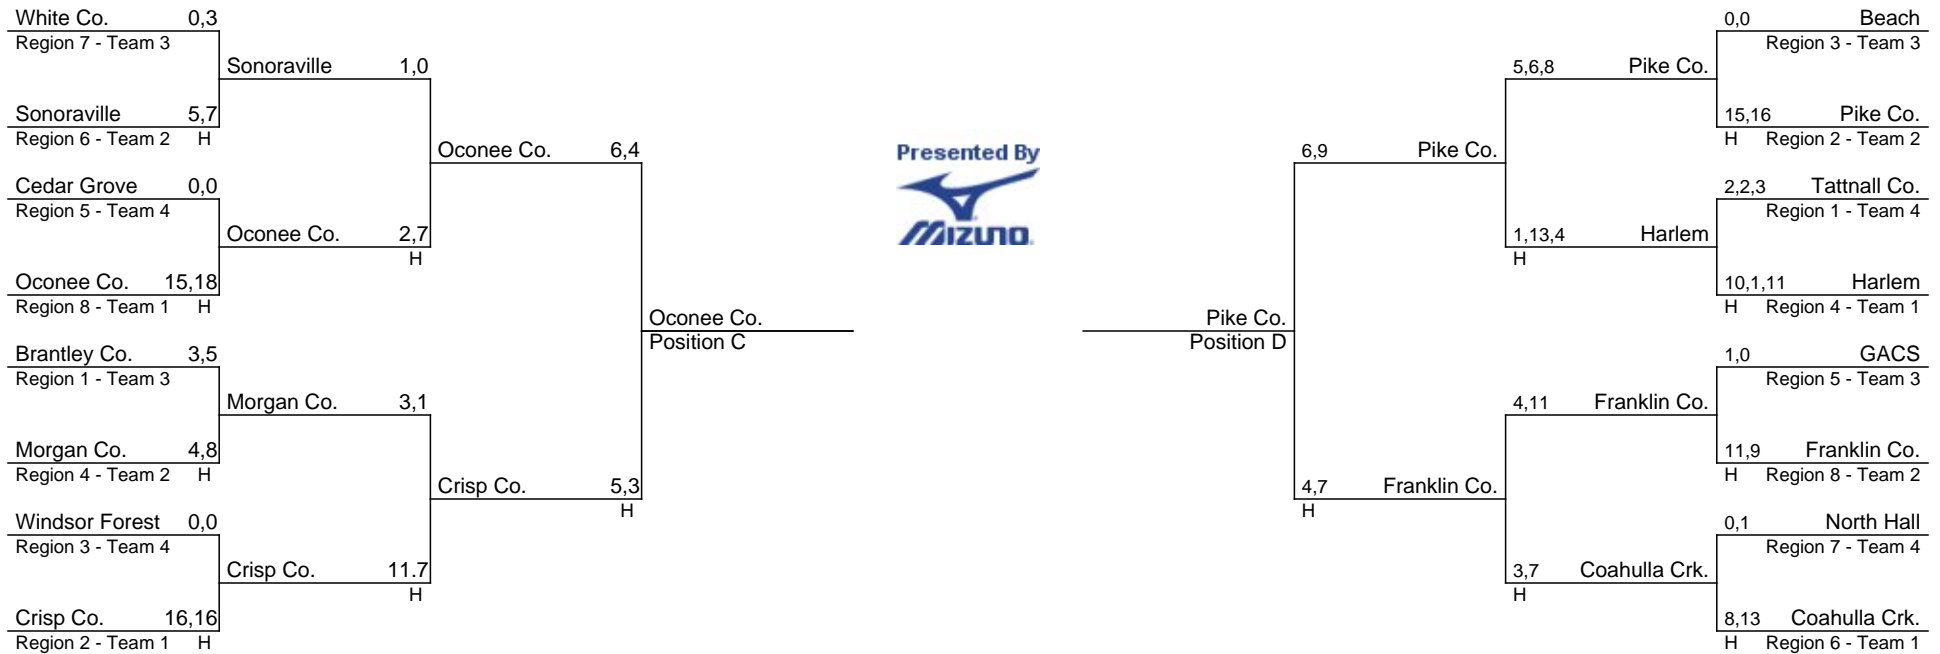 White Co. 0,3
Region 7 - Team 3
Sonoraville 5,7
Region 6 - Team 2 H
Cedar Grove 0,0
Region 5 - Team 4
Oconee Co. 15,18
Region 8 - Team 1 H
Brantley Co. 3,5
Region 1 - Team 3
Morgan Co. 4,8
Region 4 - Team 2 H
Windsor Forest 0,0
Region 3 - Team 4
Crisp Co. 16,16
Region 2 - Team 1 H
Sonoraville 1,0
Oconee Co. 2,7
H
Morgan Co. 3,1
Crisp Co. 11.7
H
Oconee Co. 6,4
Crisp Co. 5,3
H
Oconee Co.
Position C
Presented By
MIZUNO
Pike Co.
Position D
6,9 Pike Co.
4,7 Franklin Co.
H
5,6,8 Pike Co.
1,13,4 Harlem
H
4,11 Franklin Co.
3,7 Coahulla Crk.
H
0,0 Beach
Region 3 - Team 3
15,16 Pike Co.
H Region 2 - Team 2
2,2,3 Tattnall Co.
Region 1 - Team 4
10,1,11 Harlem
H Region 4 - Team 1
1,0 GACS
Region 5 - Team 3
11,9 Franklin Co.
H Region 8 - Team 2
0,1 North Hall
Region 7 - Team 4
8,13 Coahulla Crk.
H Region 6 - Team 1